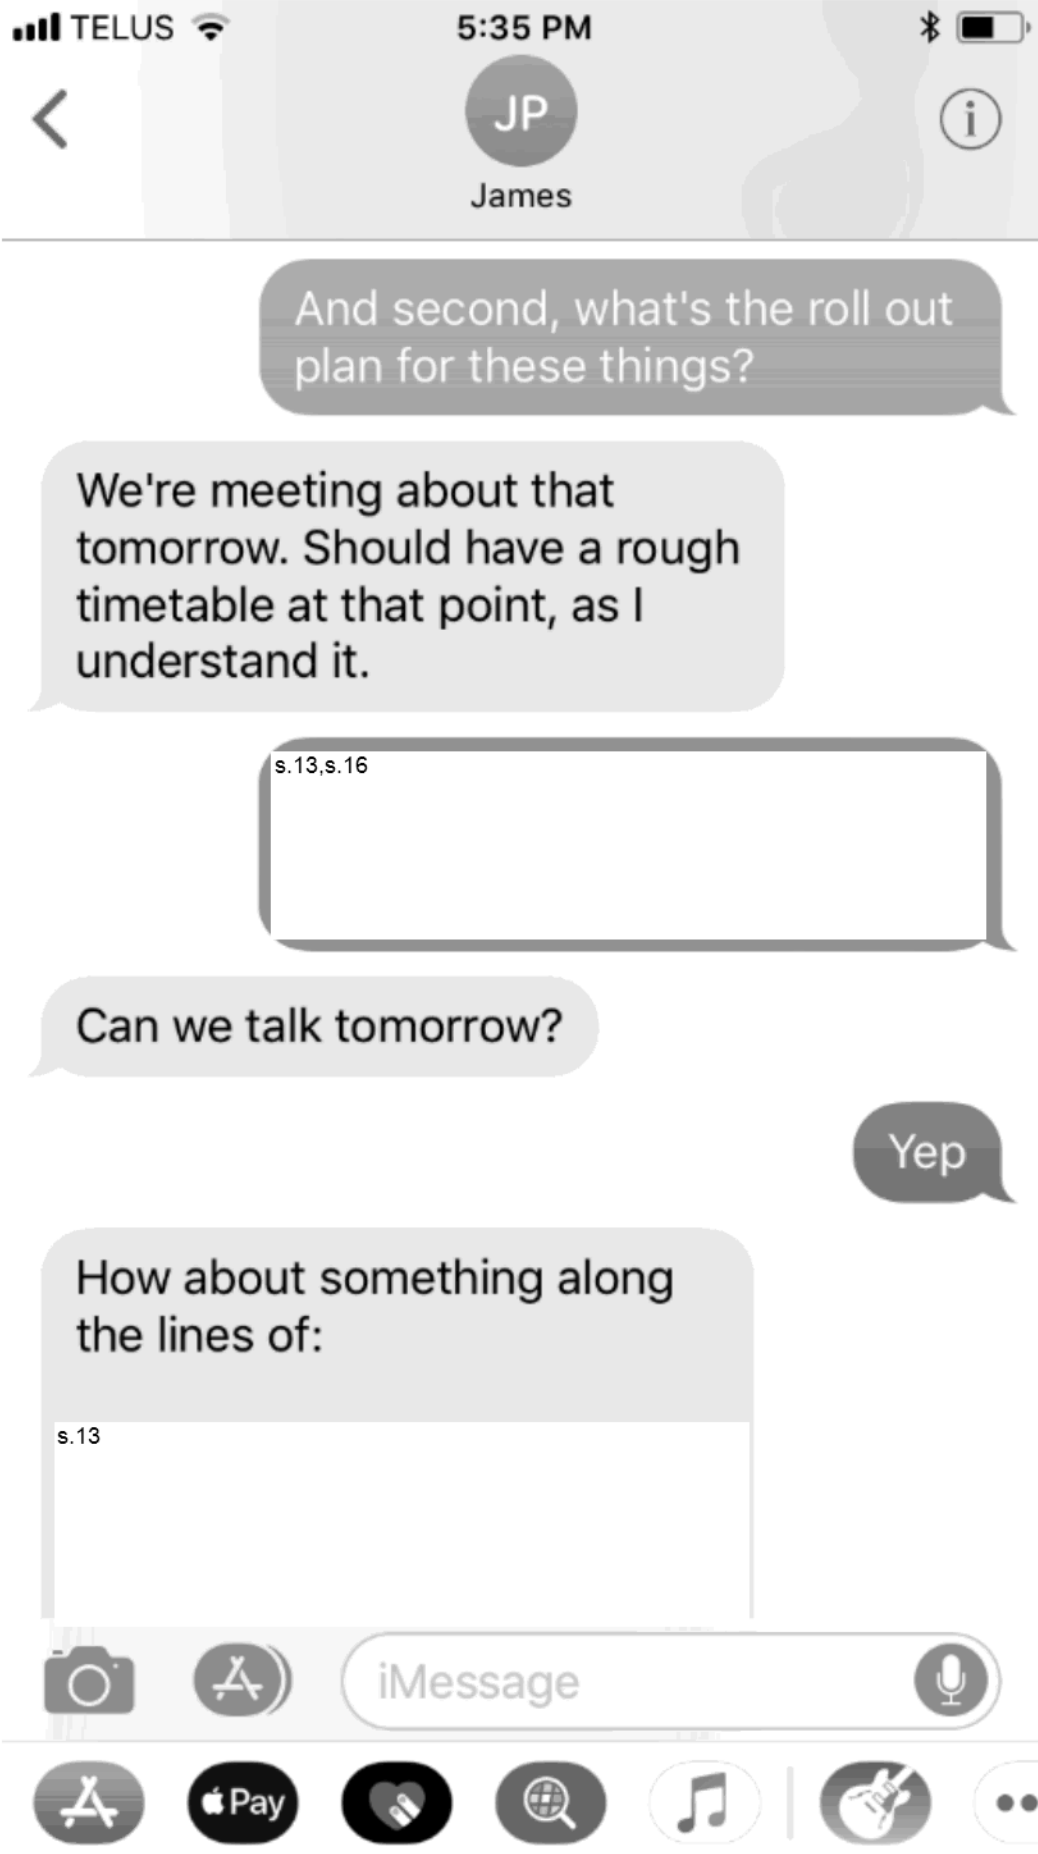 TELUS 5:35 PM
JP
James
And second, what's the roll out
plan for these things?
We're meeting about that
tomorrow. Should have a rough
timetable at that point, as I
understand it.
s.13,s.16
Can we talk tomorrow?
Yep
How about something along
the lines of:
s.13
iMessage
Pay